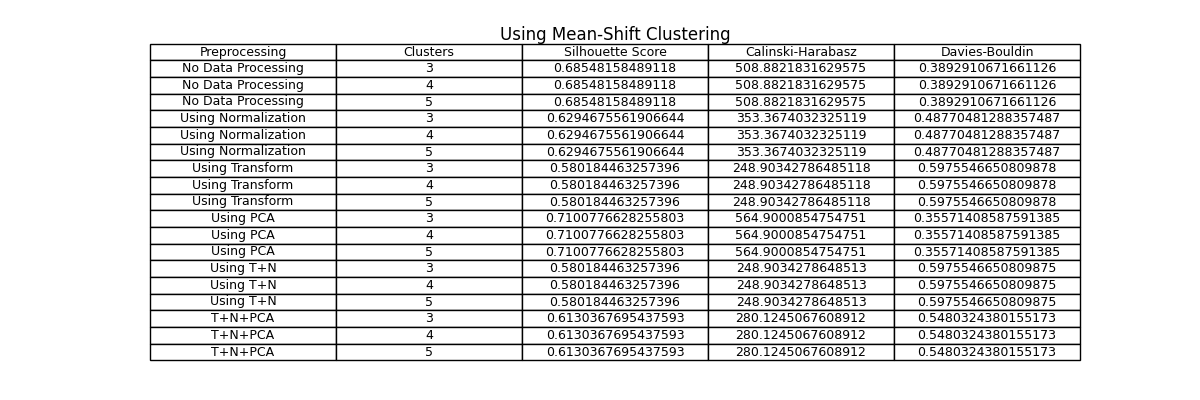 Using Mean-Shift Clustering
Preprocessing Clusters Silhouette Score Calinski-Harabasz Davies-Bouldin
No Data Processing 3 0.68548158489118 508.8821831629575 0.3892910671661126
No Data Processing 4 0.68548158489118 508.8821831629575 0.3892910671661126
No Data Processing 5 0.68548158489118 508.8821831629575 0.3892910671661126
Using Normalization 3 0.6294675561906644 353.3674032325119 0.48770481288357487
Using Normalization 4 0.6294675561906644 353.3674032325119 0.48770481288357487
Using Normalization 5 0.6294675561906644 353.3674032325119 0.48770481288357487
Using Transform 3 0.580184463257396 248.90342786485118 0.5975546650809878
Using Transform 4 0.580184463257396 248.90342786485118 0.5975546650809878
Using Transform 5 0.580184463257396 248.90342786485118 0.5975546650809878
Using PCA 3 0.7100776628255803 564.9000854754751 0.35571408587591385
Using PCA 4 0.7100776628255803 564.9000854754751 0.35571408587591385
Using PCA 5 0.7100776628255803 564.9000854754751 0.35571408587591385
Using T+N 3 0.580184463257396 248.9034278648513 0.5975546650809875
Using T+N 4 0.580184463257396 248.9034278648513 0.5975546650809875
Using T+N 5 0.580184463257396 248.9034278648513 0.5975546650809875
T+N+PCA 3 0.6130367695437593 280.1245067608912 0.5480324380155173
T+N+PCA 4 0.6130367695437593 280.1245067608912 0.5480324380155173
T+N+PCA 5 0.6130367695437593 280.1245067608912 0.5480324380155173